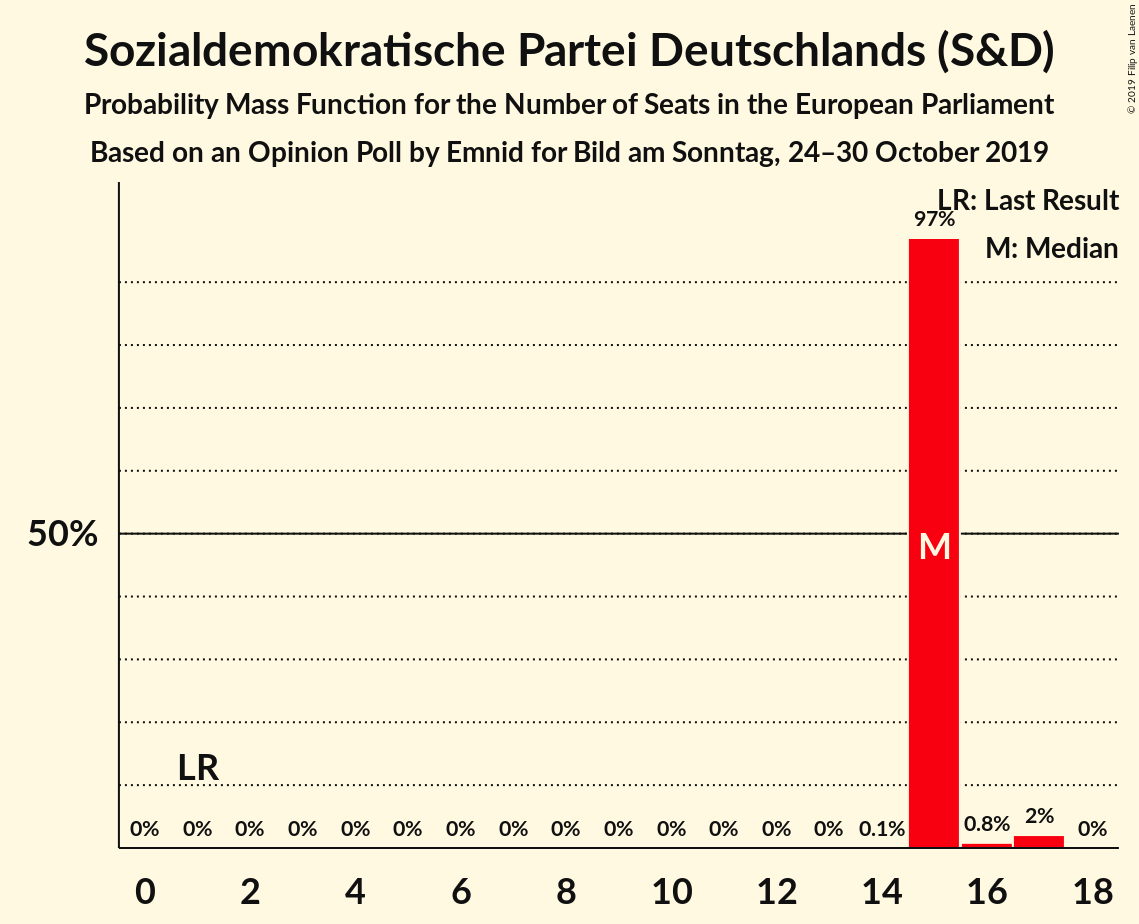 Sozialdemokratische Partei Deutschlands (S&D)
Probability Mass Function for the Number of Seats in the European Parliament
Based on an Opinion Poll by Emnid for Bild am Sonntag, 24–30 October 2019
© 2019 Filip van Laenen
LR: Last Result
M: Median
97%
50%
M
LR
0% 0% 0% 0% 0% 0% 0% 0% 0% 0% 0% 0% 0% 0% 0.1% 0.8% 2% 0%
0 2 4 6 8 10 12 14 16 18